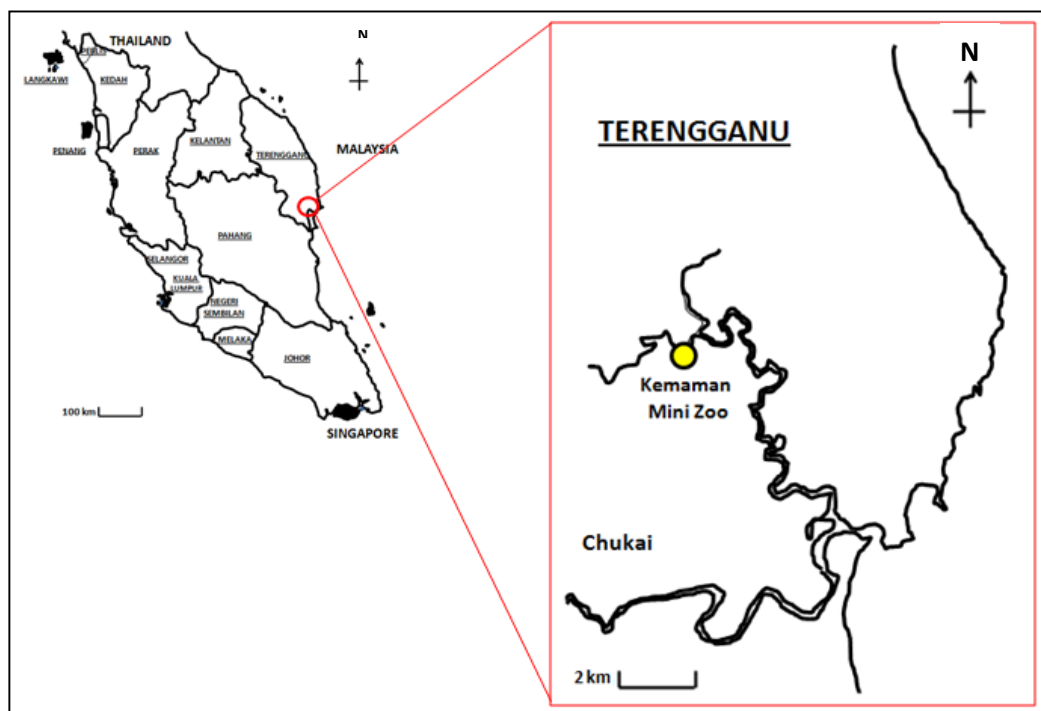 THAILAND
N
PERLIS
LANGKAWI
KEDAH
KELANTAN
PENANG
PERAK
TERENGGANU
MALAYSIA
PAHANG
SELANGOR
KUALA
LUMPUR
NEGERI
SEMBILAN
MELAKA
JOHOR
100 km
SINGAPORE
N
TERENGGANU
Kemaman
Mini Zoo
Chukai
2 km